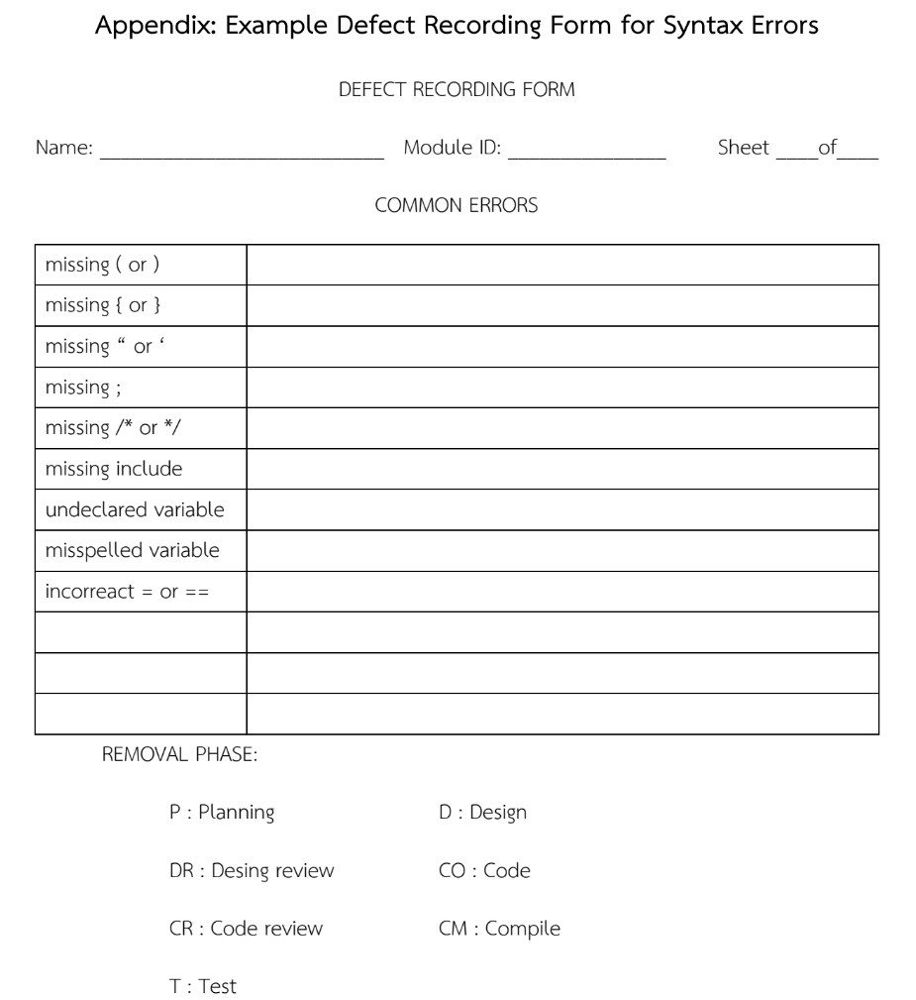 Appendix: Example Defect Recording Form for Syntax Errors
DEFECT RECORDING FORM
Name: ___________________________ Module ID: _______________ Sheet ____of____
COMMON ERRORS
missing ( or )
missing { or }
missing “ or ‘
missing ;
missing /* or */
missing include
undeclared variable
misspelled variable
incorreact = or ==
REMOVAL PHASE:
P : Planning D : Design
DR : Desing review CO : Code
CR : Code review CM : Compile
T : Test